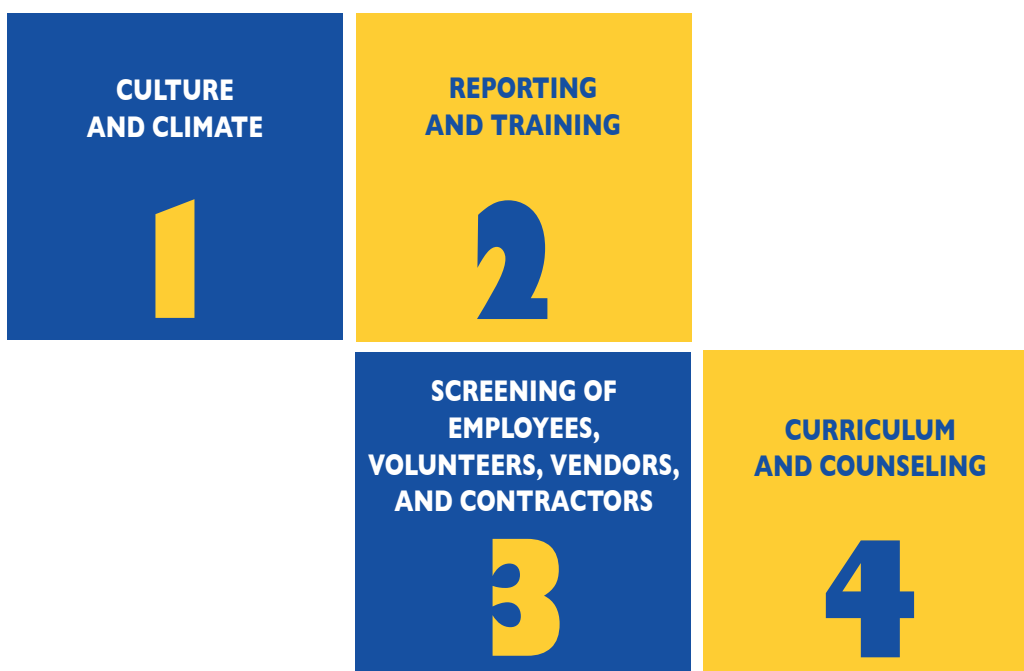 CULTURE
AND CLIMATE
1
REPORTING
AND TRAINING
2
SCREENING OF
EMPLOYEES,
VOLUNTEERS, VENDORS,
AND CONTRACTORS
3
CURRICULUM
AND COUNSELING
4